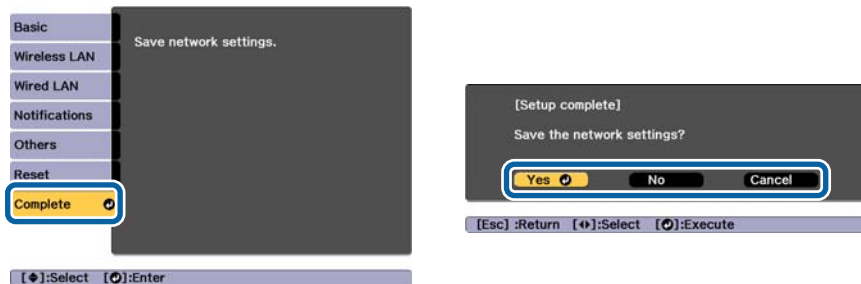 Basic
Save network settings.
Wireless LAN
Wired LAN
Notifications
Others
Reset
Complete
[◆]:Select [⏎]:Enter
[Setup complete]
Save the network settings?
Yes No Cancel
[Esc] :Return [◀▶]:Select [⏎]:Execute